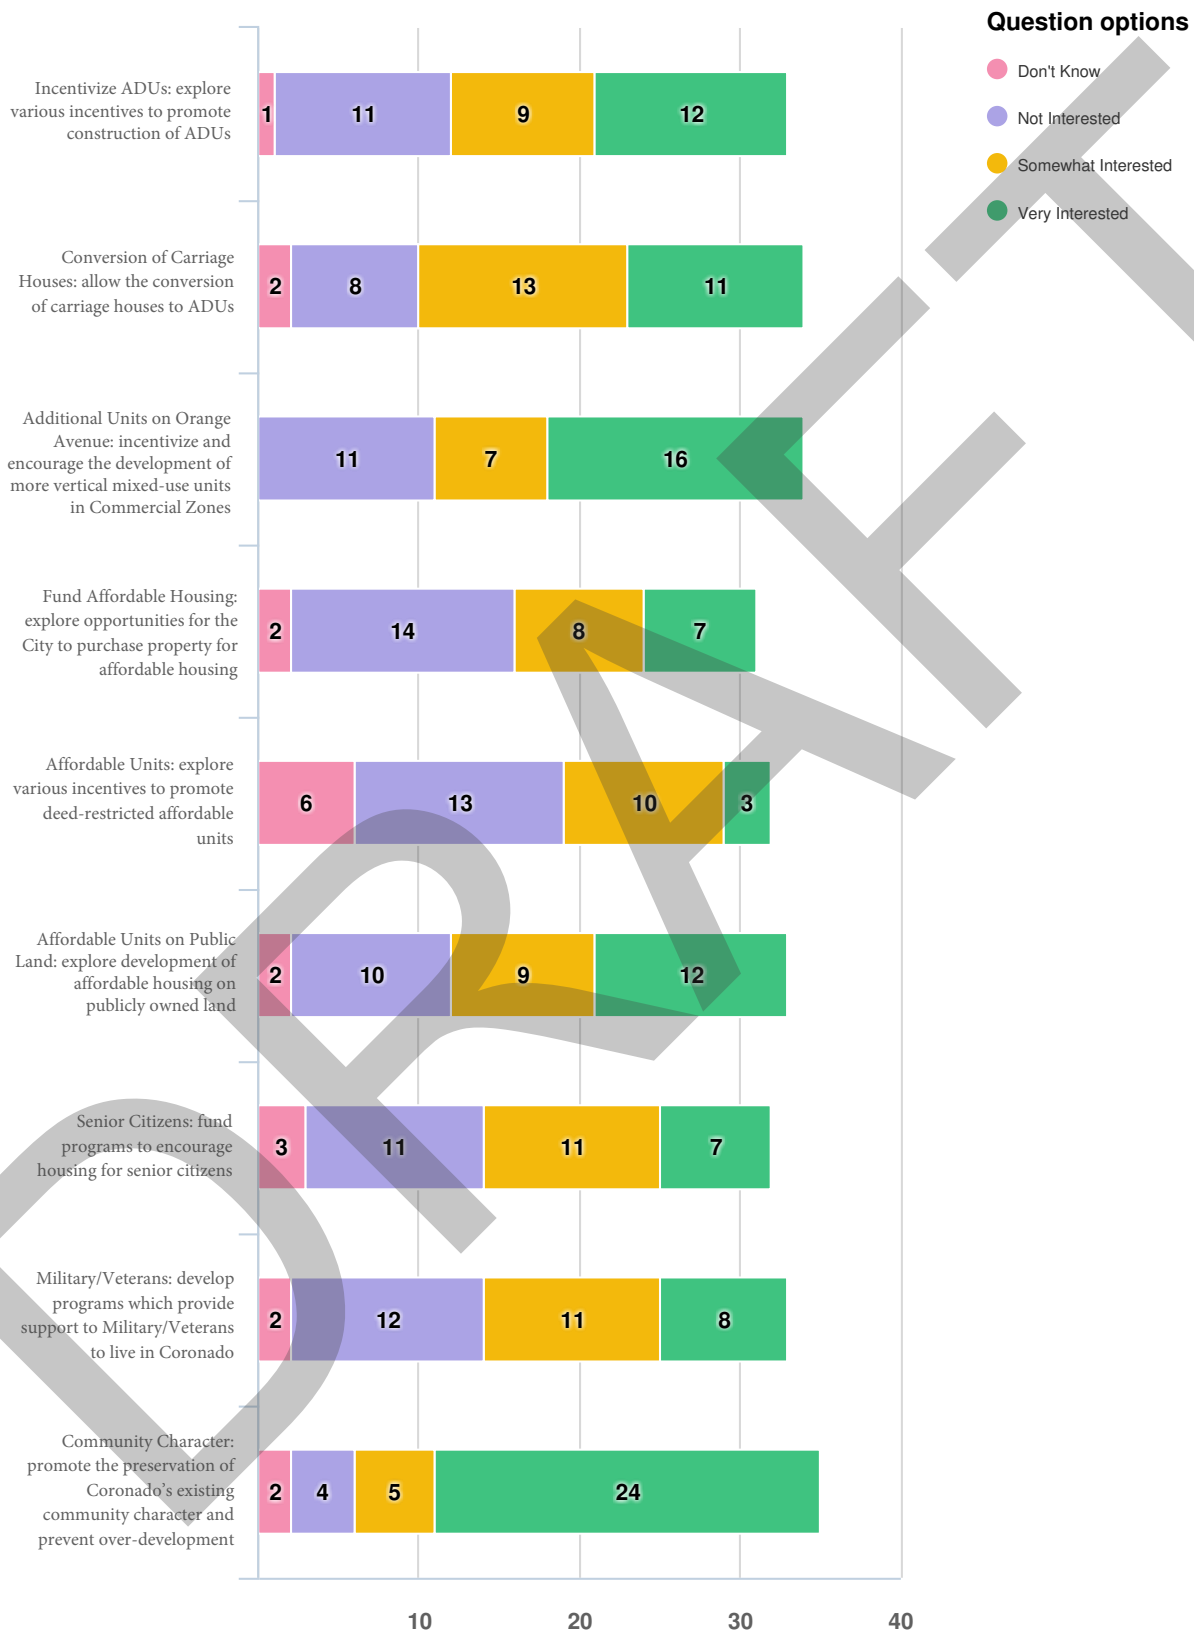 Question options
Don't Know
Not Interested
Somewhat Interested
Very Interested
Incentivize ADUs: explore
various incentives to promote
construction of ADUs
1 11 9 12
Conversion of Carriage
Houses: allow the conversion
of carriage houses to ADUs
2 8 13 11
Additional Units on Orange
Avenue: incentivize and
encourage the development of
more vertical mixed-use units
in Commercial Zones
11 7 16
Fund Affordable Housing:
explore opportunities for the
City to purchase property for
affordable housing
2 14 8 7
Affordable Units: explore
various incentives to promote
deed-restricted affordable
units
6 13 10 3
Affordable Units on Public
Land: explore development of
affordable housing on
publicly owned land
2 10 9 12
Senior Citizens: fund
programs to encourage
housing for senior citizens
3 11 11 7
Military/Veterans: develop
programs which provide
support to Military/Veterans
to live in Coronado
2 12 11 8
Community Character:
promote the preservation of
Coronado’s existing
community character and
prevent over-development
2 4 5 24
10 20 30 40
DRAFT